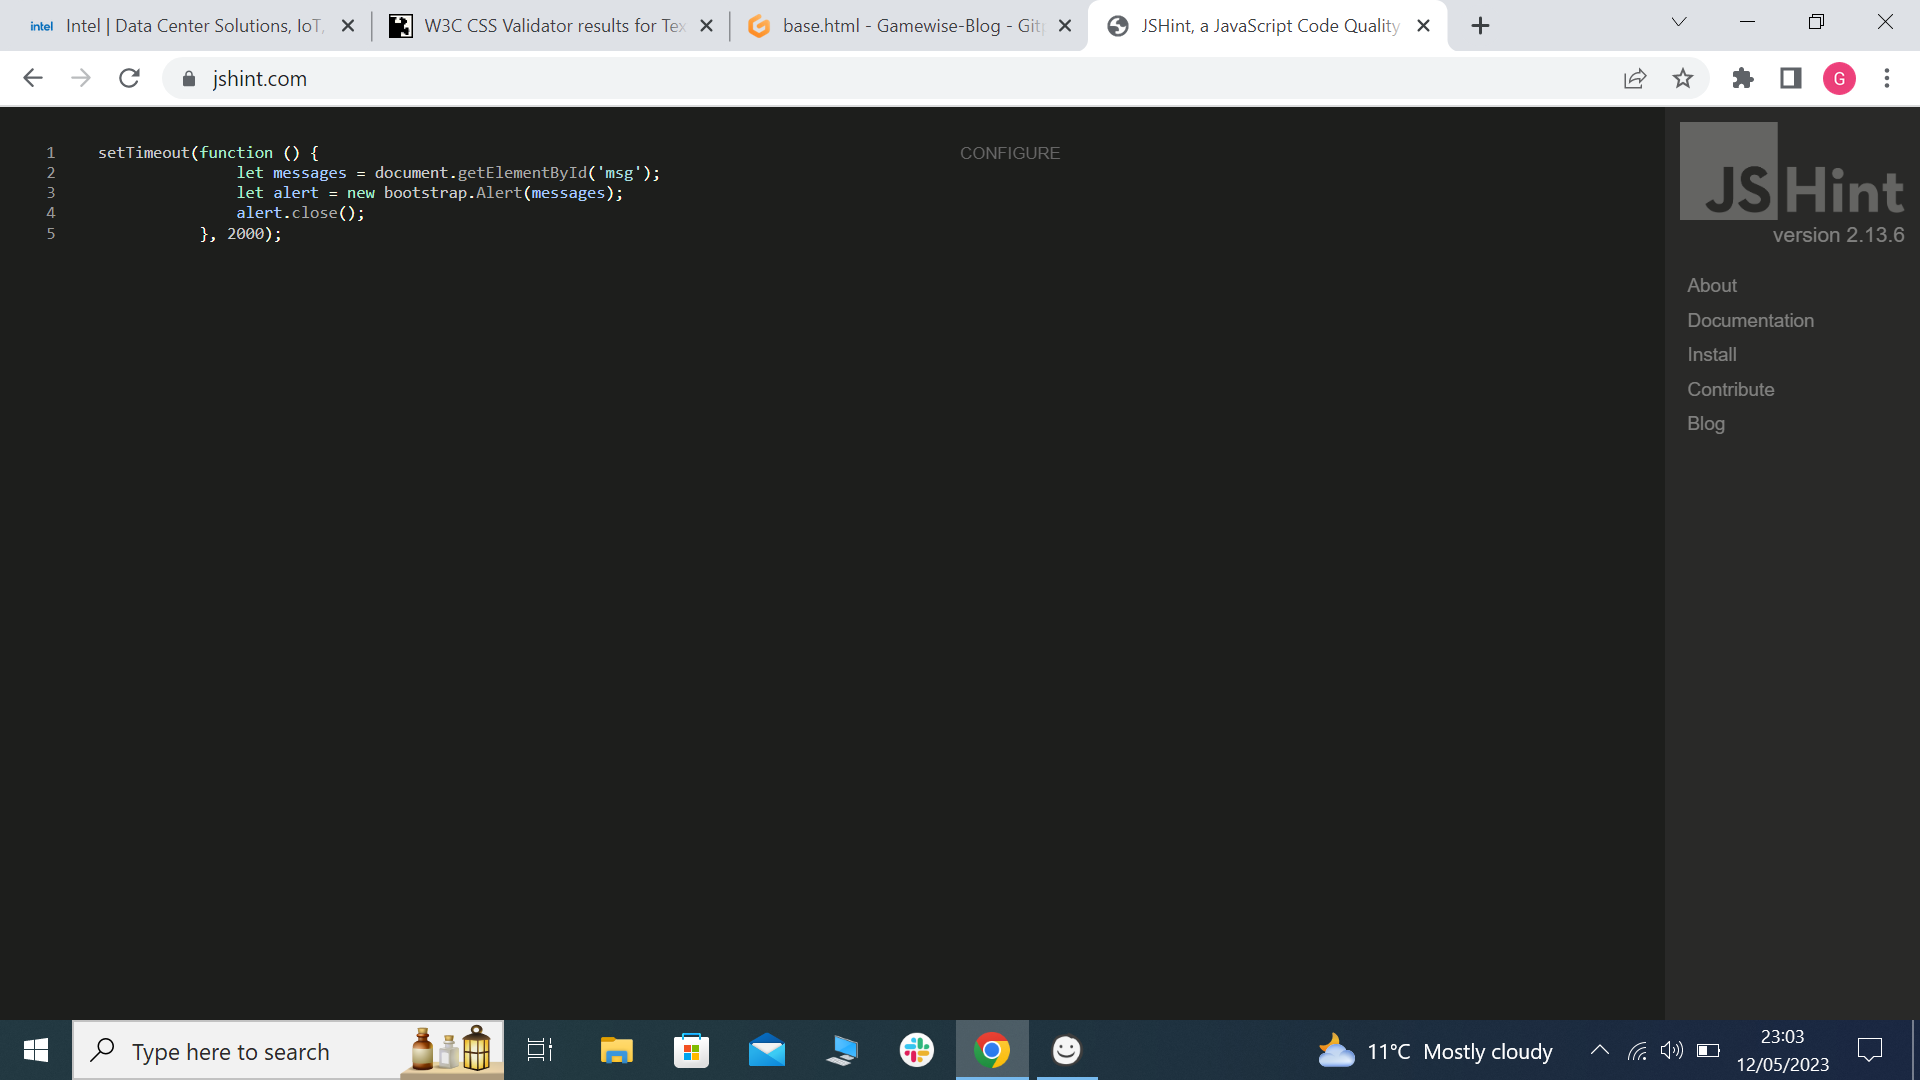 intel Intel | Data Center Solutions, IoT,
W3C CSS Validator results for Tex
base.html - Gamewise-Blog - Gitp
JSHint, a JavaScript Code Quality
jshint.com
G
1 setTimeout(function () {
2 let messages = document.getElementById('msg');
3 let alert = new bootstrap.Alert(messages);
4 alert.close();
5 }, 2000);
CONFIGURE
JSHint
version 2.13.6
About
Documentation
Install
Contribute
Blog
Type here to search
11°C Mostly cloudy
23:03
12/05/2023